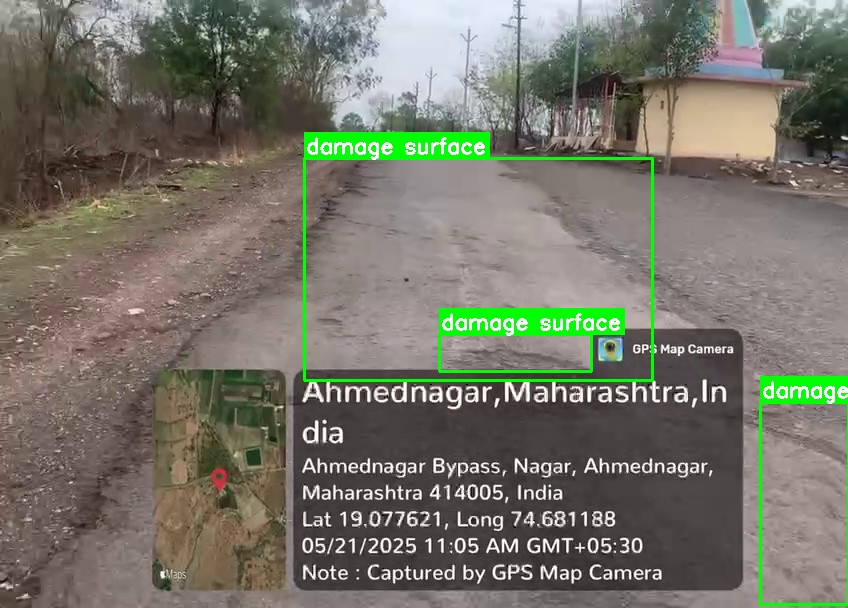 damage surface
damage surface
GPS Map Camera
damage
Ahmednagar,Maharashtra,In
dia
Ahmednagar Bypass, Nagar, Ahmednagar,
Maharashtra 414005, India
Lat 19.077621, Long 74.681188
05/21/2025 11:05 AM GMT+05:30
Note : Captured by GPS Map Camera
Maps